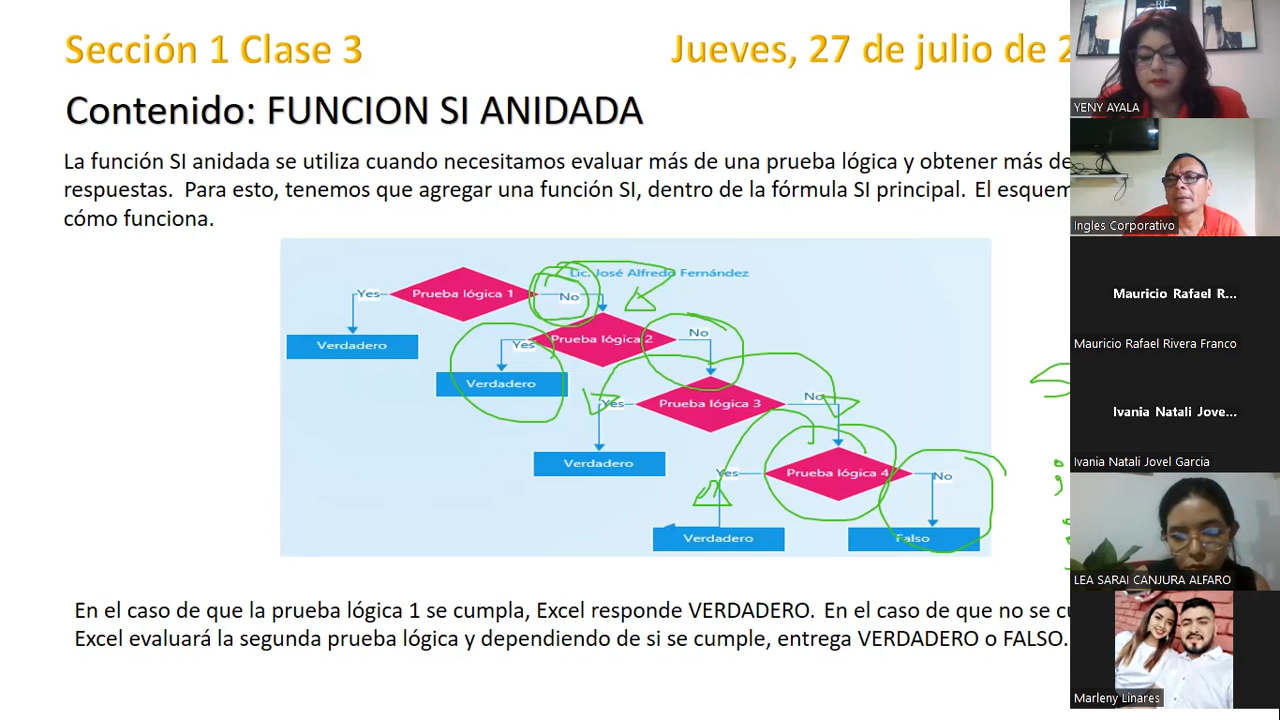 Sección 1 Clase 3
Jueves, 27 de julio de 2
Contenido: FUNCION SI ANIDADA
La función SI anidada se utiliza cuando necesitamos evaluar más de una prueba lógica y obtener más de
respuestas. Para esto, tenemos que agregar una función SI, dentro de la fórmula SI principal. El esquem
cómo funciona.
Lic. José Alfredo Fernández
Yes
Prueba lógica 1
No
Verdadero
Yes
Prueba lógica 2
No
Verdadero
Yes
Prueba lógica 3
No
Verdadero
Yes
Prueba lógica 4
No
Verdadero
Falso
En el caso de que la prueba lógica 1 se cumpla, Excel responde VERDADERO. En el caso de que no se cu
Excel evaluará la segunda prueba lógica y dependiendo de si se cumple, entrega VERDADERO o FALSO.
YENY AYALA
Ingles Corporativo
Mauricio Rafael R...
Mauricio Rafael Rivera Franco
Ivania Natali Jove...
Ivania Natali Jovel Garcia
LEA SARAI CANJURA ALFARO
Marleny Linares